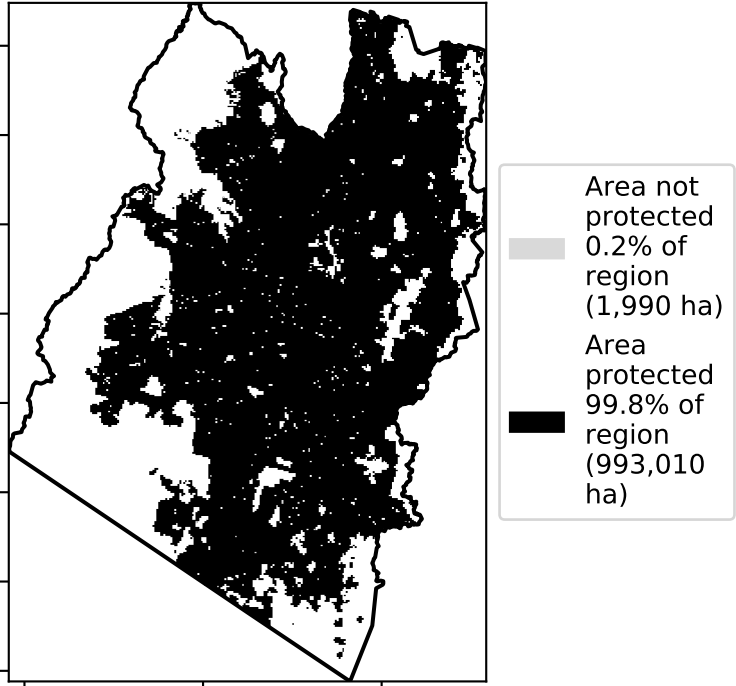 Area not
protected
0.2% of
region
(1,990 ha)
Area
protected
99.8% of
region
(993,010
ha)